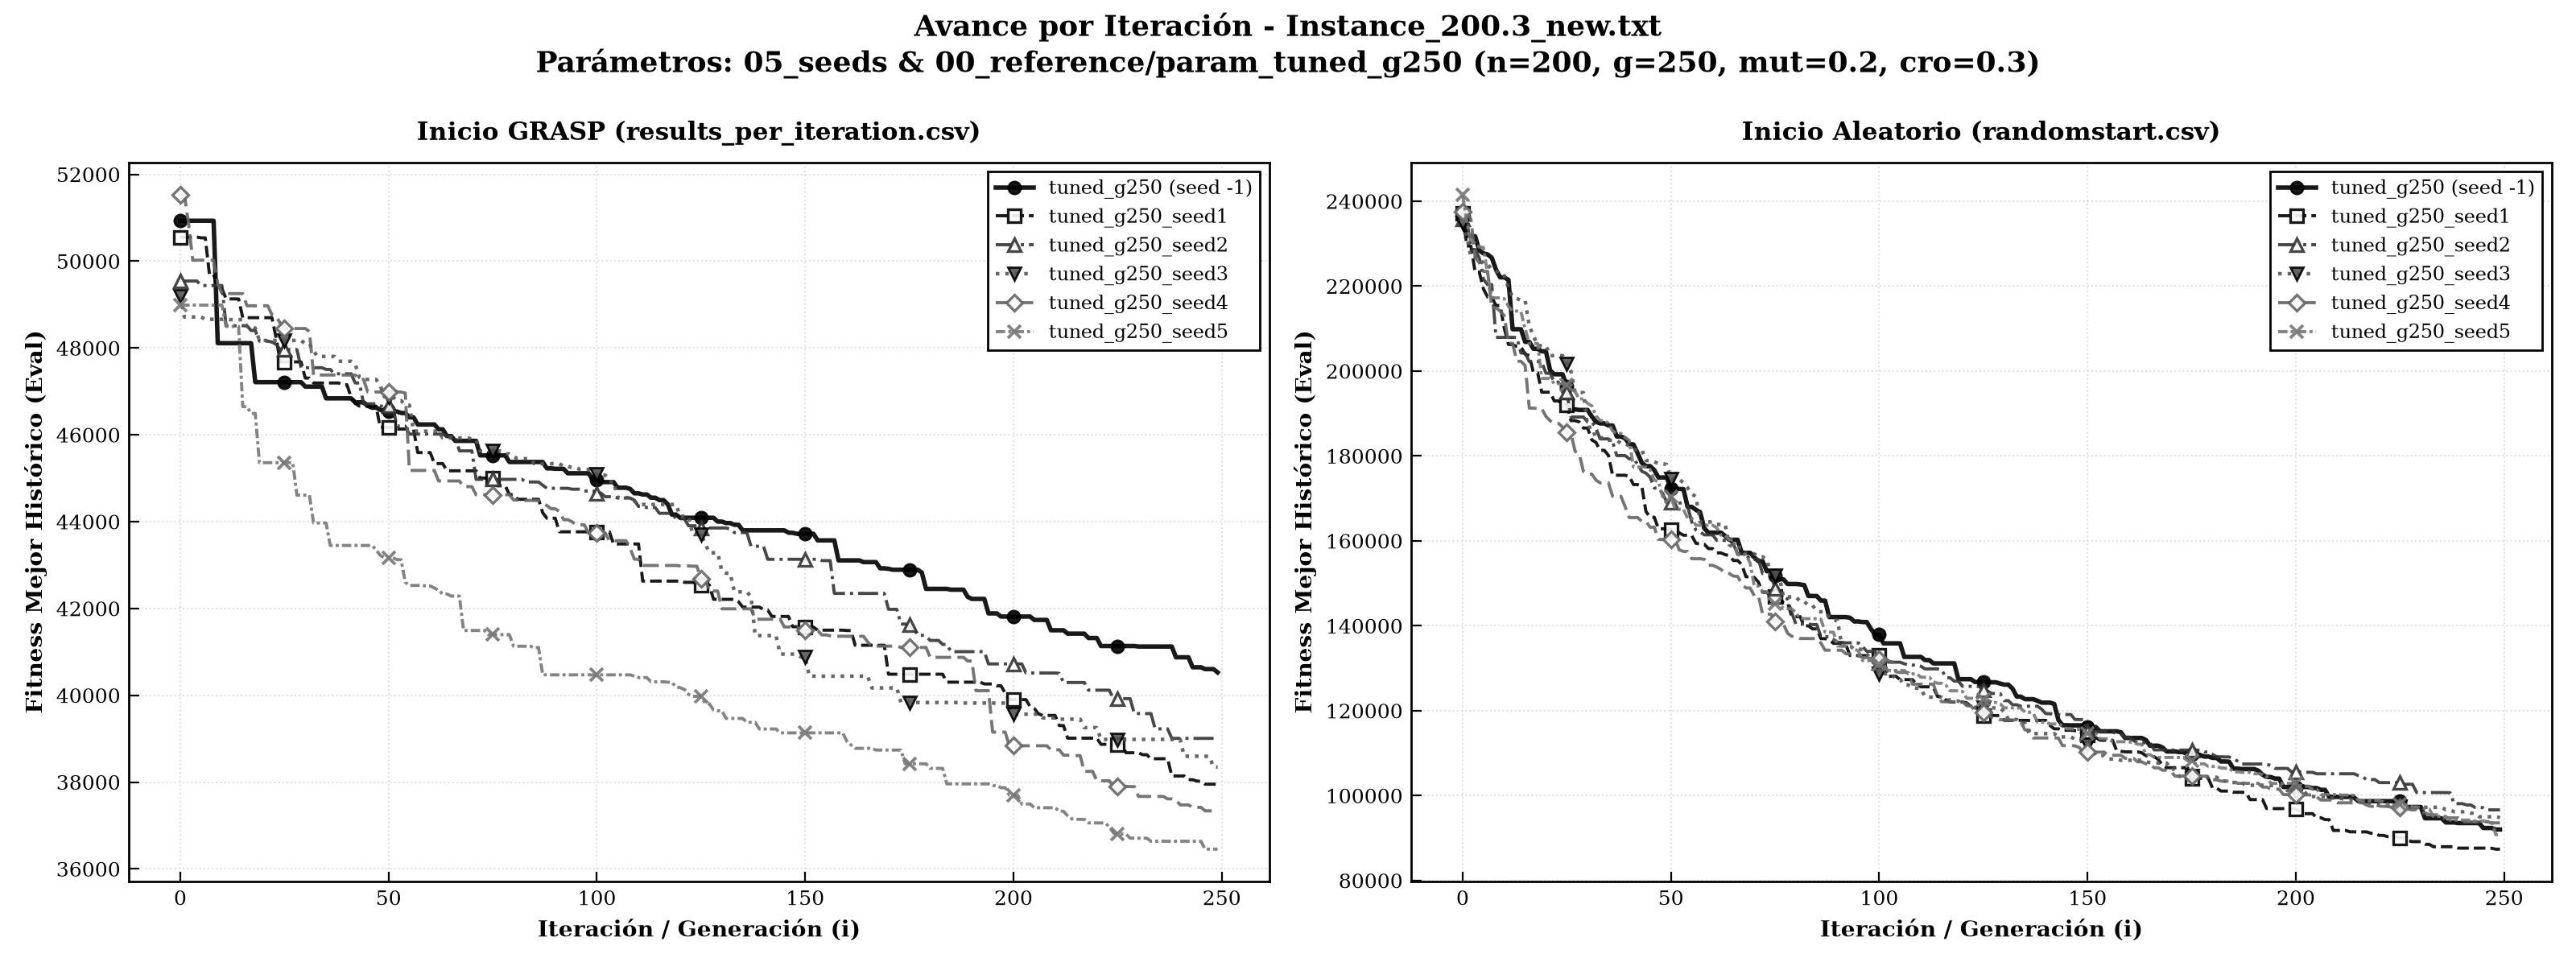 Avance por Iteración - Instance_200.3_new.txt
Parámetros: 05_seeds & 00_reference/param_tuned_g250 (n=200, g=250, mut=0.2, cro=0.3)
Inicio GRASP (results_per_iteration.csv)
52000
50000
48000
46000
44000
42000
40000
38000
36000
Fitness Mejor Histórico (Eval)
tuned_g250 (seed -1)
tuned_g250_seed1
tuned_g250_seed2
tuned_g250_seed3
tuned_g250_seed4
tuned_g250_seed5
0 50 100 150 200 250
Iteración / Generación (i)
Inicio Aleatorio (randomstart.csv)
240000
220000
200000
180000
160000
140000
120000
100000
80000
Fitness Mejor Histórico (Eval)
tuned_g250 (seed -1)
tuned_g250_seed1
tuned_g250_seed2
tuned_g250_seed3
tuned_g250_seed4
tuned_g250_seed5
0 50 100 150 200 250
Iteración / Generación (i)